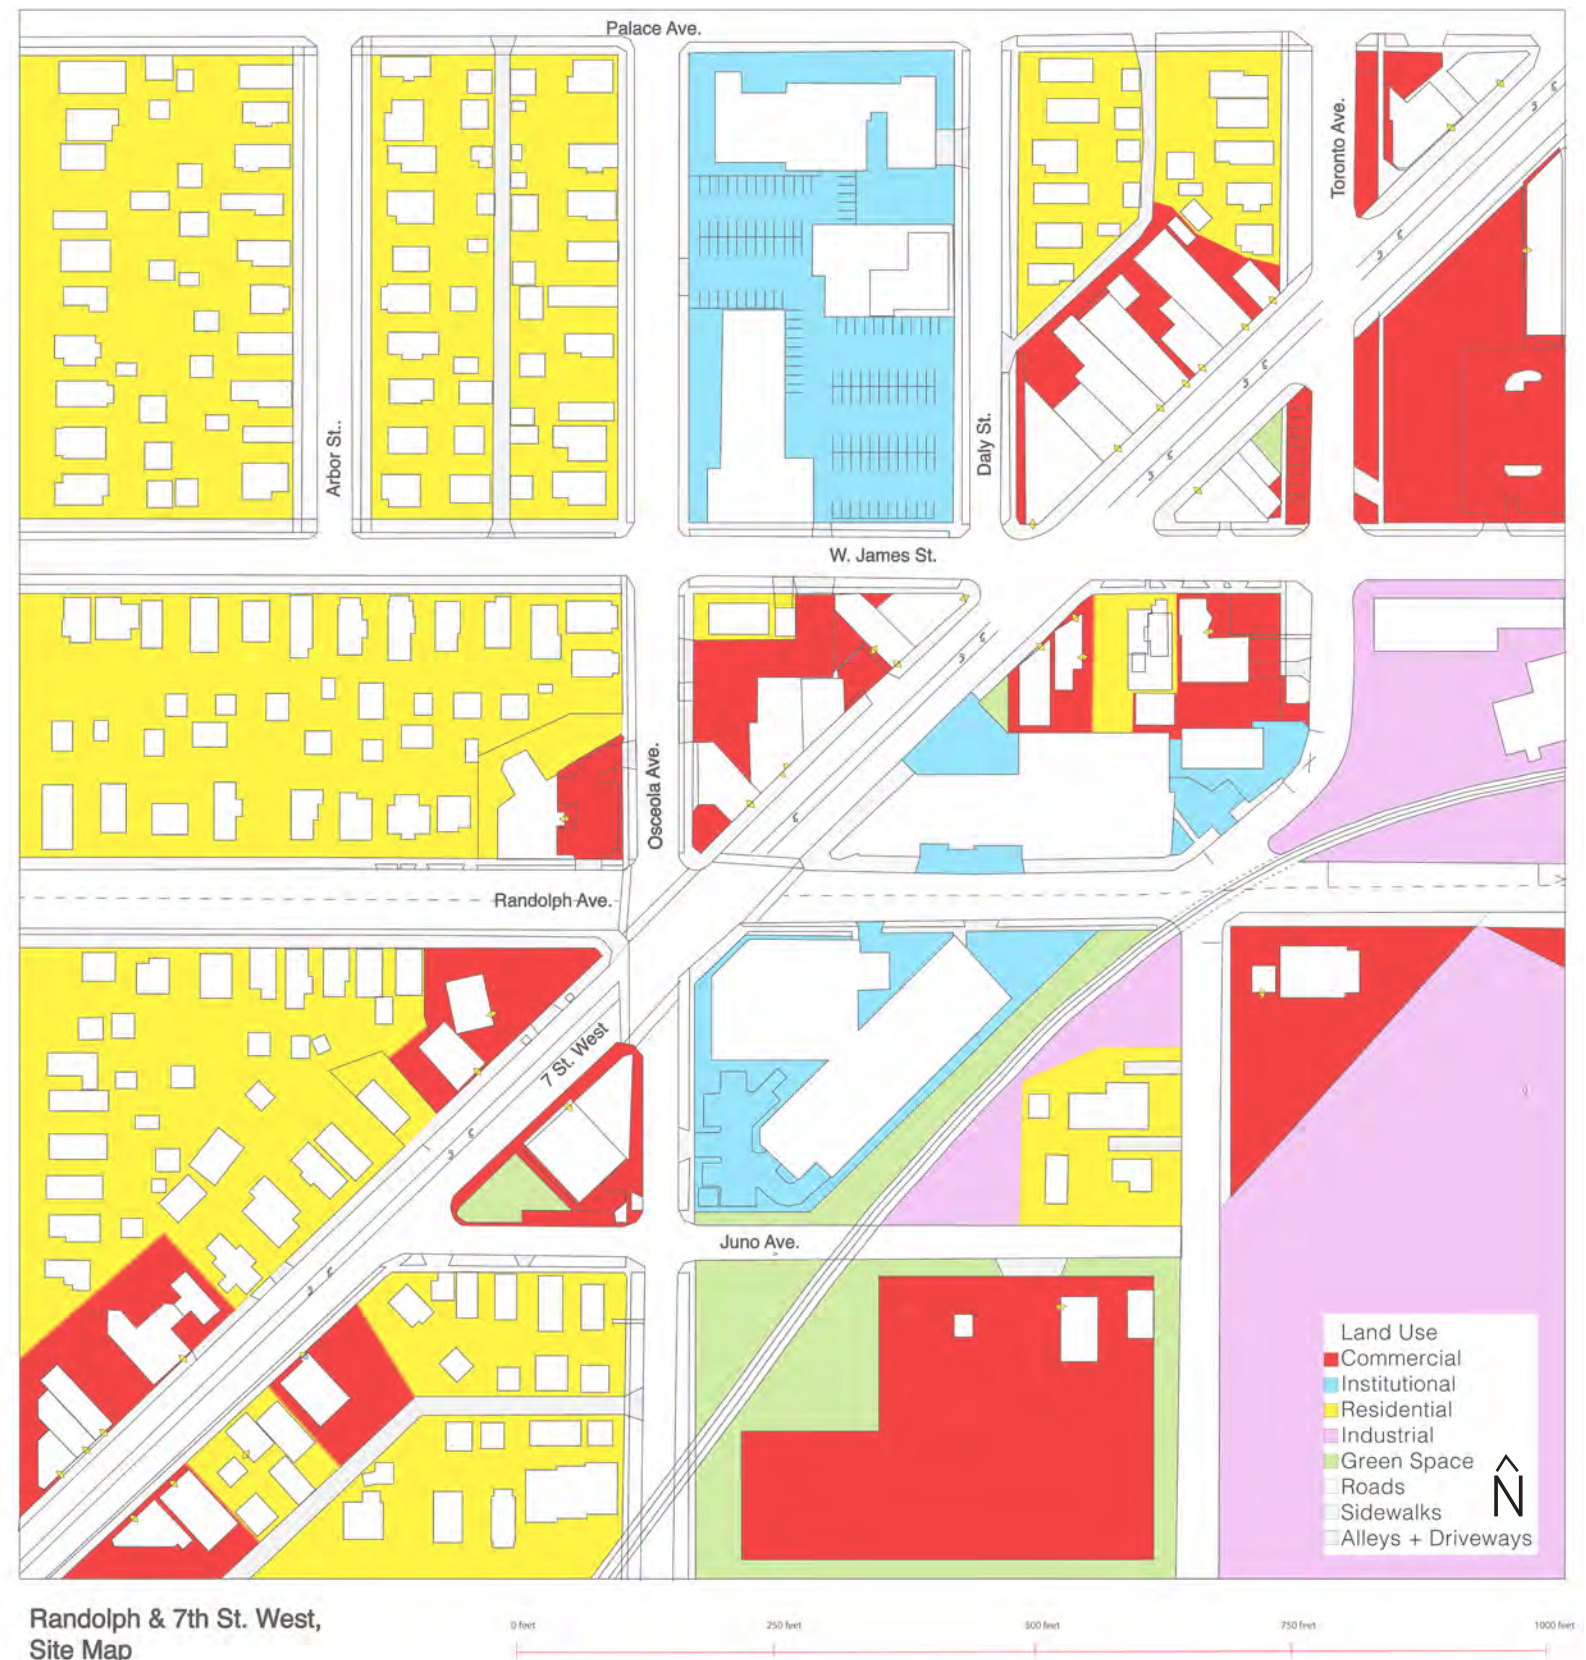 Palace Ave.
Toronto Ave.
Arbor St..
Daly St.
W. James St.
Osceola Ave.
Randolph Ave.
7 St. West
Juno Ave.
Land Use
Commercial
Institutional
Residential
Industrial
Green Space
Roads
Sidewalks
Alleys + Driveways
N
Randolph & 7th St. West,
Site Map
0 feet
250 feet
500 feet
750 feet
1000 feet